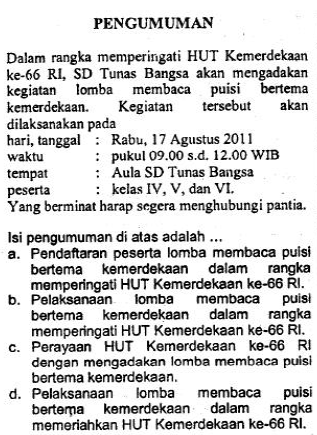 PENGUMUMAN
Dalam rangka memperingati HUT Kemerdekaan
ke-66 RI, SD Tunas Bangsa akan mengadakan
kegiatan lomba membaca puisi bertema
kemerdekaan. Kegiatan tersebut akan
dilaksanakan pada
hari, tanggal : Rabu, 17 Agustus 2011
waktu : pukul 09.00 s.d. 12.00 WIB
tempat : Aula SD Tunas Bangsa
peserta : kelas IV, V, dan VI.
Yang berminat harap segera menghubungi pantia.
Isi pengumuman di atas adalah ...
a. Pendaftaran peserta lomba membaca puisi
bertema kemerdekaan dalam rangka
memperingati HUT Kemerdekaan ke-66 RI.
b. Pelaksanaan lomba membaca puisi
bertema kemerdekaan dalam rangka
memperingati HUT Kemerdekaan ke-66 RI.
c. Perayaan HUT Kemerdekaan ke-66 RI
dengan mengadakan lomba membaca puisi
bertema kemerdekaan.
d. Pelaksanaan lomba membaca puisi
bertema kemerdekaan dalam rangka
memeriahkan HUT Kemerdekaan ke-66 RI.